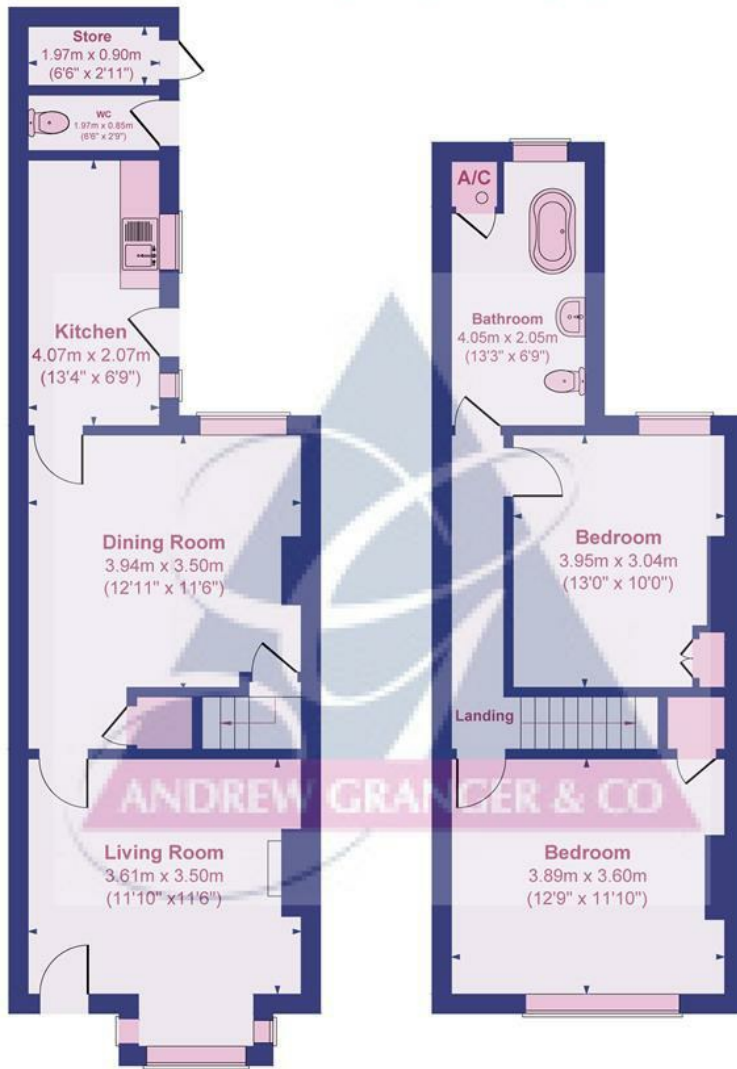 Store
1.97m x 0.90m
(6'6" x 2'11")
WC
1.97m x 0.85m
(6'6" x 2'9")
Kitchen
4.07m x 2.07m
(13'4" x 6'9")
Dining Room
3.94m x 3.50m
(12'11" x 11'6")
Living Room
3.61m x 3.50m
(11'10" x11'6")
A/C
Bathroom
4.05m x 2.05m
(13'3" x 6'9")
Bedroom
3.95m x 3.04m
(13'0" x 10'0")
Landing
Bedroom
3.89m x 3.60m
(12'9" x 11'10")
ANDREW GRANGER & CO